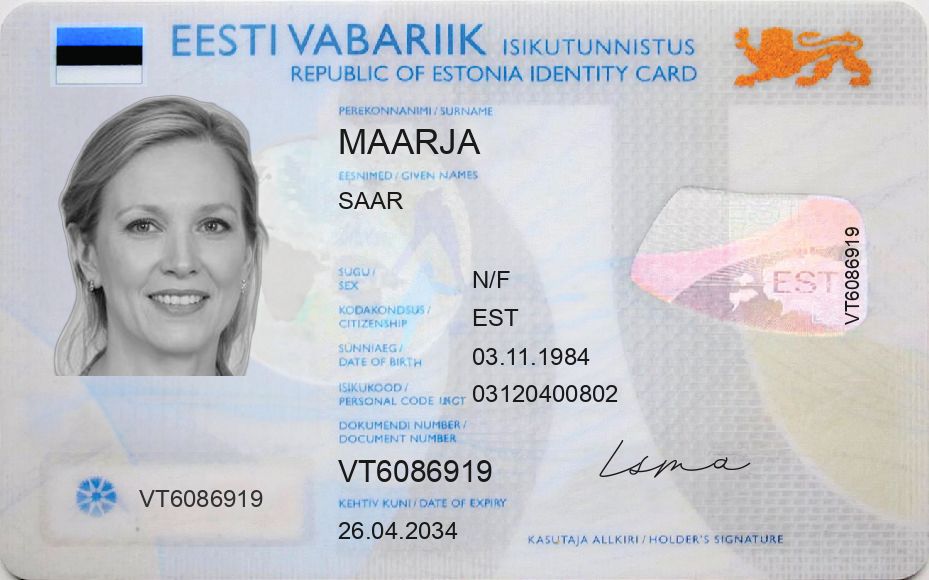 EESTI VABARIIK ISIKUTUNNISTUS
REPUBLIC OF ESTONIA IDENTITY CARD
PEREKONNANIMI / SURNAME
MAARJA
EESNIMED / GIVEN NAMES
SAAR
SUGU / SEX
N/F
KODAKONDSUS / CITIZENSHIP
EST
SÜNNIAEG / DATE OF BIRTH
03.11.1984
ISIKUKOOD / PERSONAL CODE
03120400802
DOKUMENDI NUMBER / DOCUMENT NUMBER
VT6086919
KEHTIV KUNI / DATE OF EXPIRY
26.04.2034
VT6086919
EST
VT6086919
KASUTAJA ALLKIRI / HOLDER'S SIGNATURE